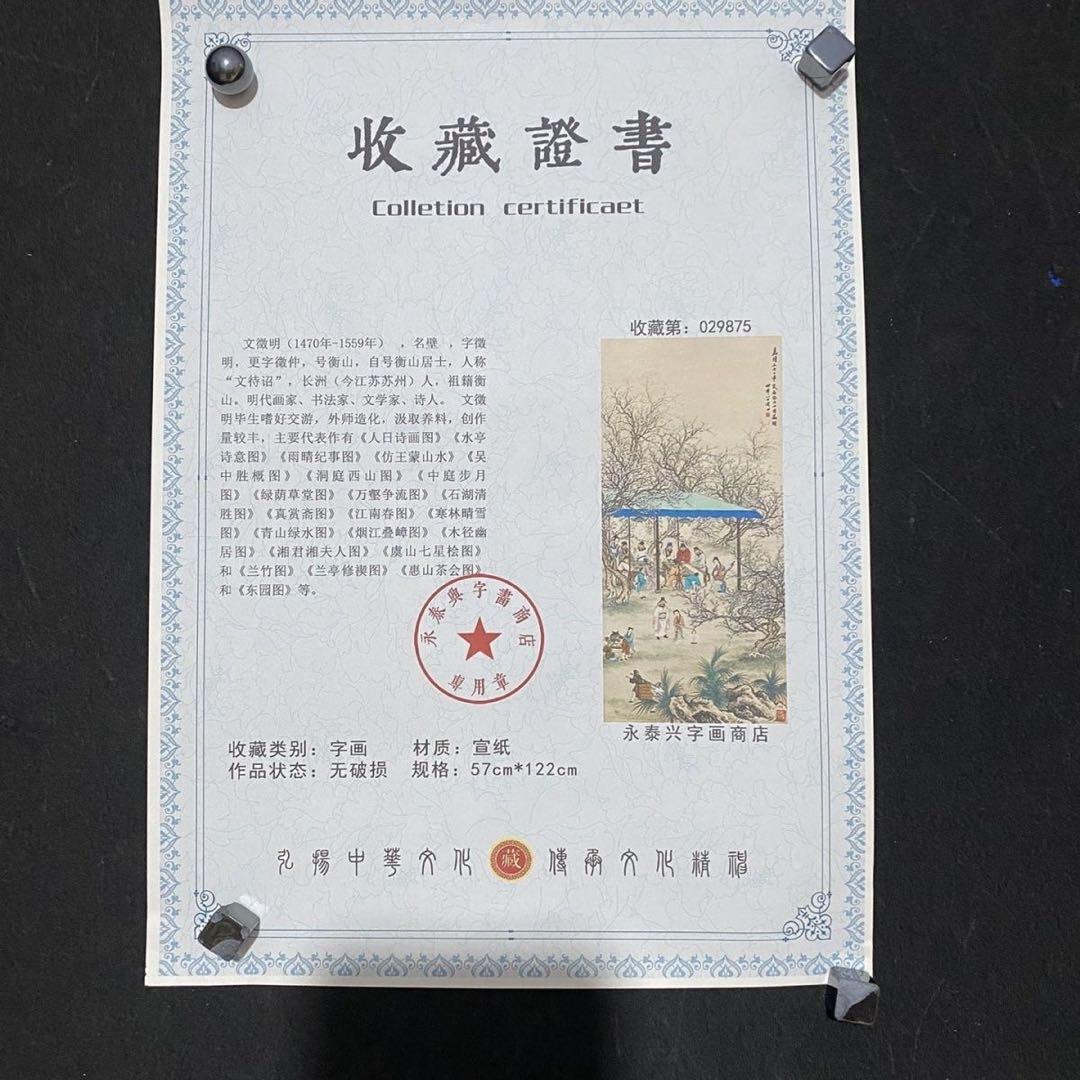 收藏證書
Colletion certificaet
收藏第：029875
文徵明（1470年-1559年），名壁，字徵
明，更字徵仲，号衡山，自号衡山居士，人称
“文待诏”，长洲（今江苏苏州）人，祖籍衡
山。明代画家、书法家、文学家、诗人。 文徵
明毕生嗜好交游，外师造化，汲取养料，创作
量较丰，主要代表作有《人日诗画图》《水亭
诗意图》《雨晴纪事图》《仿王蒙山水》《吴
中胜概图》《洞庭西山图》《中庭步月
图》《绿荫草堂图》《万壑争流图》《石湖清
胜图》《真赏斋图》《江南春图》《寒林晴雪
图》《青山绿水图》《烟江叠嶂图》《木径幽
居图》《湘君湘夫人图》《虞山七星桧图》
和《兰竹图》《兰亭修禊图》《惠山茶会图》
和《东园图》等。
永泰興字畵商店
專用章
永泰兴字画商店
收藏类别：字画 材质：宣纸
作品状态：无破损 规格：57cm*122cm
弘揚中華文化 藏 傳承文化精神